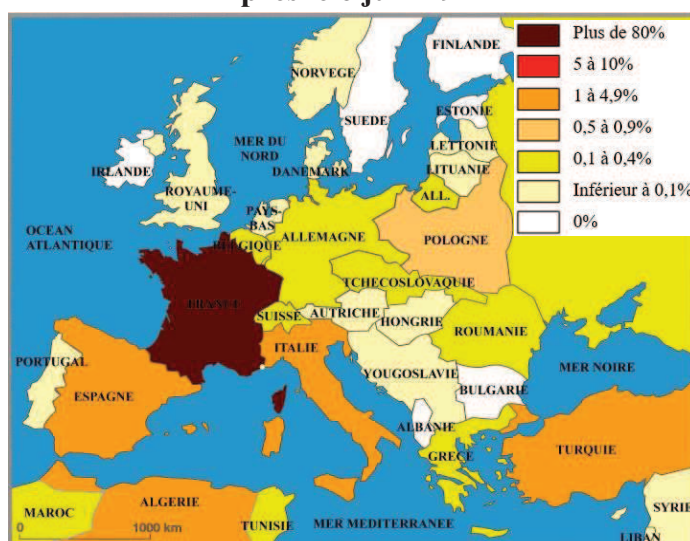 Plus de 80%
5 à 10%
1 à 4,9%
0,5 à 0,9%
0,1 à 0,4%
Inférieur à 0,1%
0%
FINLANDE
NORVEGE
SUEDE
ESTONIE
MER DU
NORD
LETTONIE
IRLANDE
DANEMARK
LITUANIE
ROYAUME-
UNI
ALL.
PAYS-
BAS
OCEAN
ATLANTIQUE
BELGIQUE
ALLEMAGNE
POLOGNE
TCHECOSLOVAQUIE
FRANCE
SUISSE
AUTRICHE
HONGRIE
ROUMANIE
ITALIE
PORTUGAL
ESPAGNE
YOUGOSLAVIE
MER NOIRE
BULGARIE
ALBANIE
GRECE
TURQUIE
MAROC
ALGERIE
TUNISIE
MER MEDITERRANEE
SYRIE
LIBAN
0 1000 km